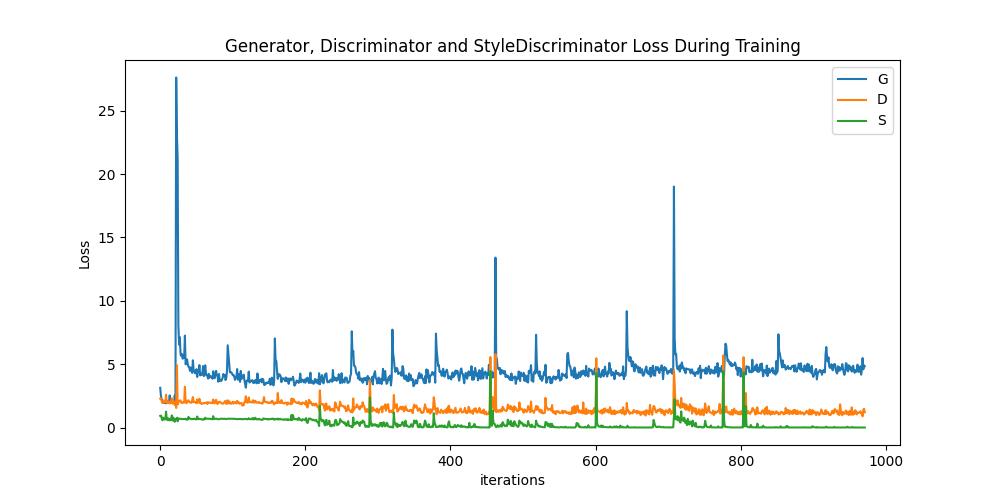 Generator, Discriminator and StyleDiscriminator Loss During Training
G
D
S
25
20
15
10
5
0
Loss
0 200 400 600 800 1000
iterations